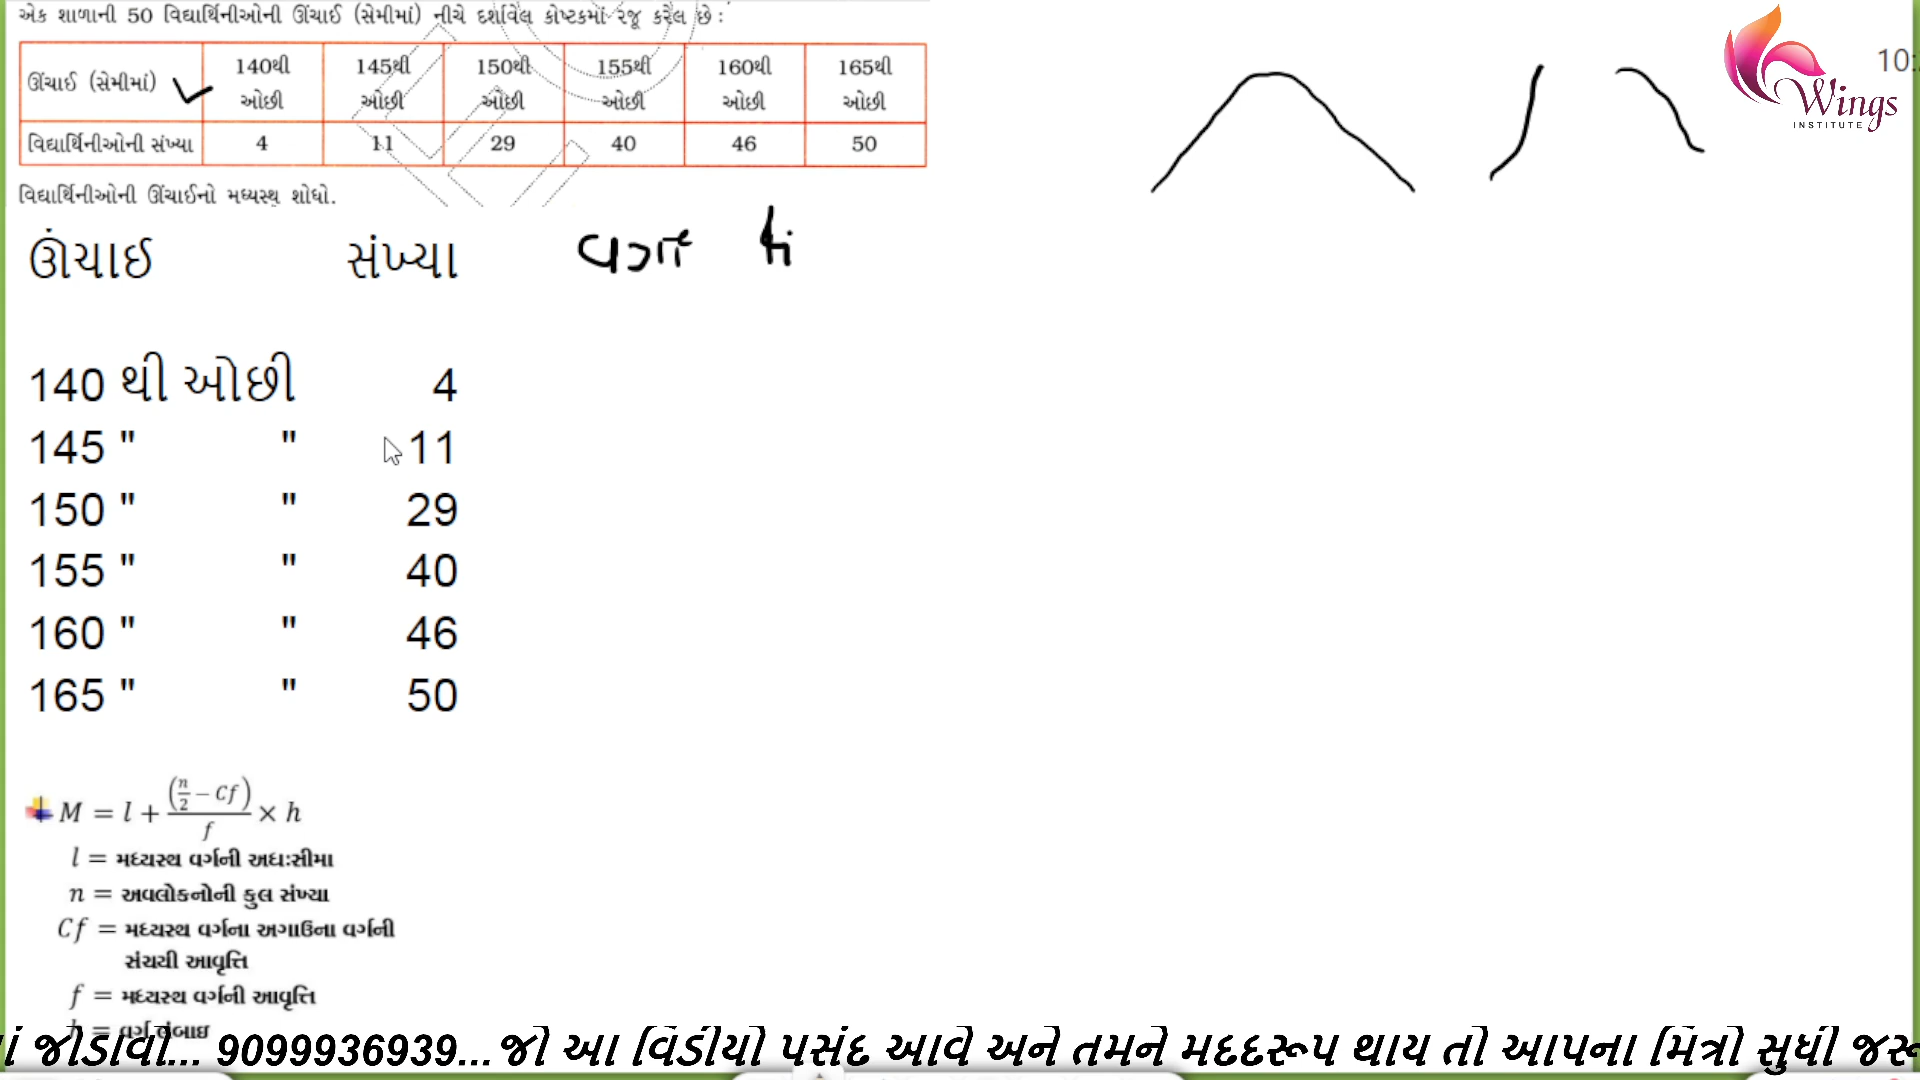 એક શાળાની 50 વિદ્યાર્થિનીઓની ઊંચાઈ (સેમીમાં) નીચે દર્શાવેલ કોષ્ટકમાં રજૂ કરેલ છે :
ઊંચાઈ (સેમીમાં) 140થી ઓછી 145થી ઓછી 150થી ઓછી 155થી ઓછી 160થી ઓછી 165થી ઓછી
વિદ્યાર્થિનીઓની સંખ્યા 4 11 29 40 46 50
વિદ્યાર્થિનીઓની ઊંચાઈનો મધ્યસ્થ શોધો.
ઊંચાઈ સંખ્યા વર્ગ
140 થી ઓછી 4
145 " " 11
150 " " 29
155 " " 40
160 " " 46
165 " " 50
M = l + ((n/2 − Cf)/f) × h
l = મધ્યસ્થ વર્ગની અધઃસીમા
n = અવલોકનોની કુલ સંખ્યા
Cf = મધ્યસ્થ વર્ગના અગાઉના વર્ગની
સંચયી આવૃત્તિ
f = મધ્યસ્થ વર્ગની આવૃત્તિ
h = વર્ગલંબાઇ
જોડાવો... 9099936939...જો આ વિડીયો પસંદ આવે અને તમને મદદરૂપ થાય તો આપના મિત્રો સુધી
Wings
INSTITUTE
10: